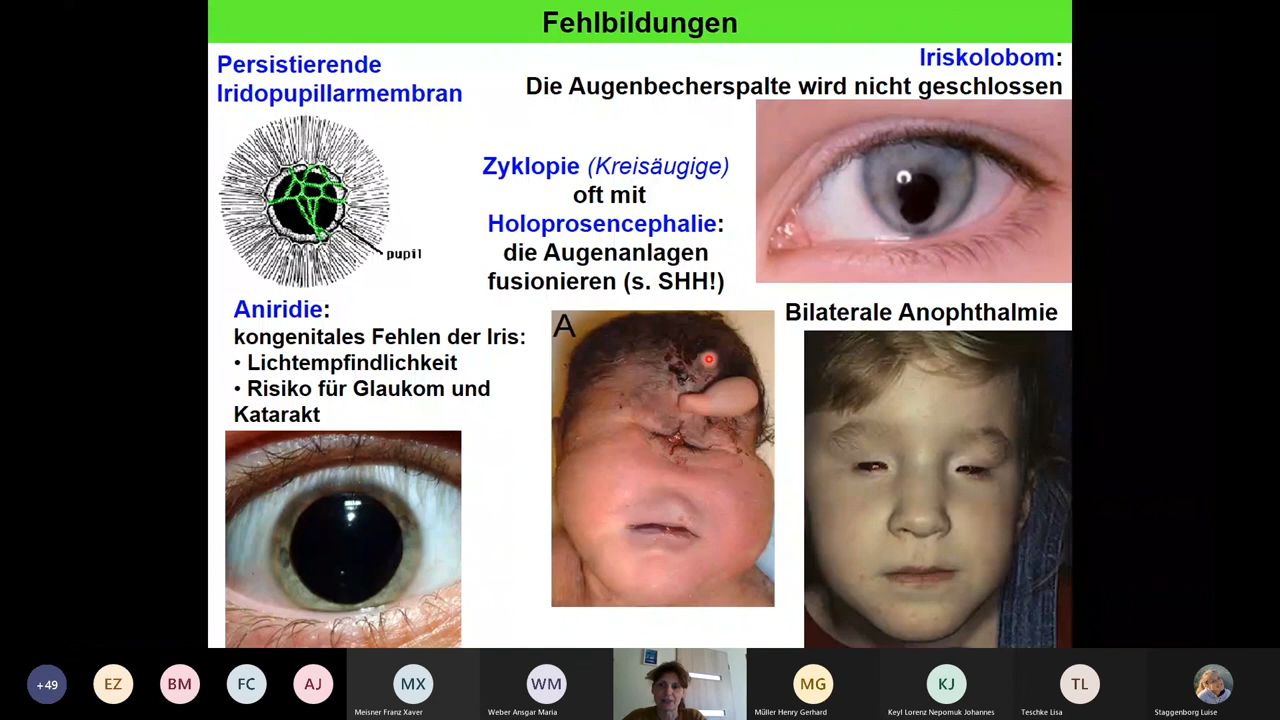 Fehlbildungen
Persistierende
Iridopupillarmembran
pupil
Iriskolobom:
Die Augenbecherspalte wird nicht geschlossen
Zyklopie (Kreisäugige)
oft mit
Holoprosencephalie:
die Augenanlagen
fusionieren (s. SHH!)
A
Aniridie:
kongenitales Fehlen der Iris:
• Lichtempfindlichkeit
• Risiko für Glaukom und
Katarakt
Bilaterale Anophthalmie
+49
EZ
BM
FC
AJ
MX
Meisner Franz Xaver
WM
Weber Ansgar Maria
MG
Müller Henry Gerhard
KJ
Keyl Lorenz Nepomuk Johannes
TL
Teschke Lisa
Staggenborg Luise